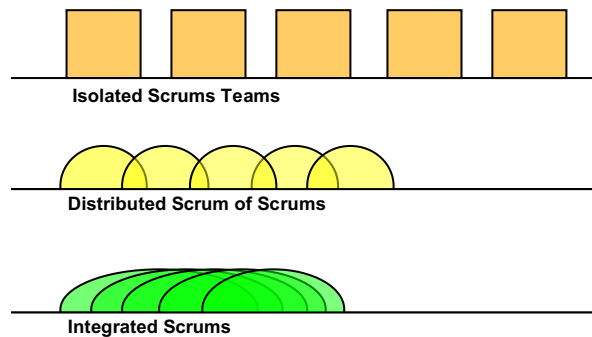 Isolated Scrums Teams
Distributed Scrum of Scrums
Integrated Scrums